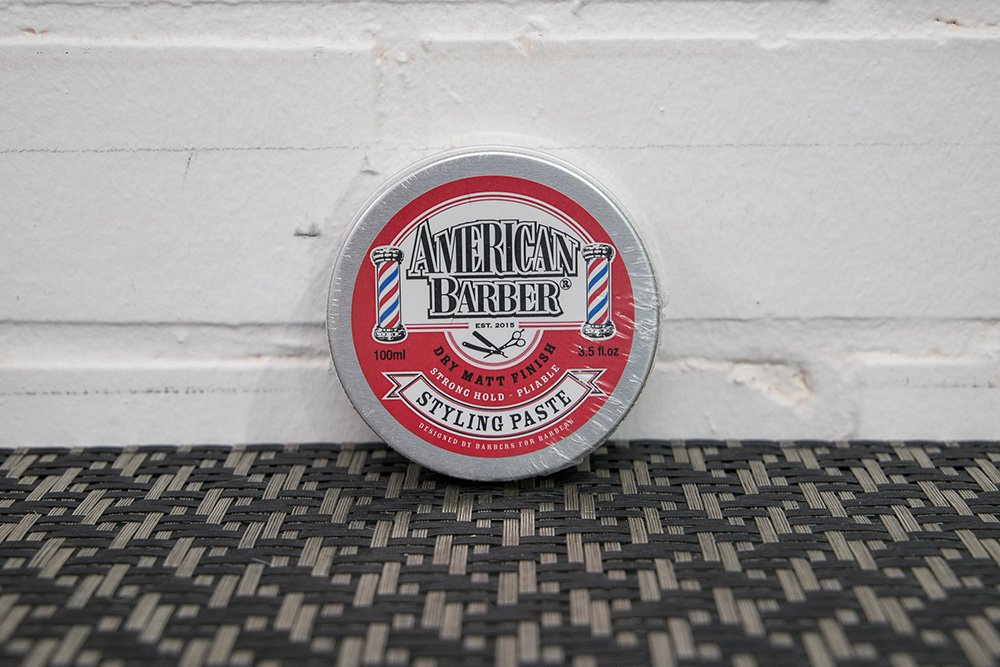 AMERICAN
BARBER®
EST. 2015
100ml
3.5 fl.oz
DRY MATT FINISH
STRONG HOLD - PLIABLE
STYLING PASTE
DESIGNED BY BARBERS FOR BARBERS